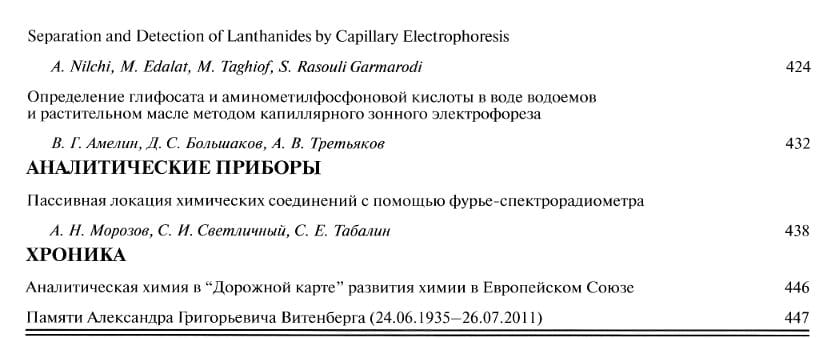 Separation and Detection of Lanthanides by Capillary Electrophoresis
A. Nilchi, M. Edalat, M. Taghiof, S. Rasouli Garmarodi 424
Определение глифосата и аминометилфосфоновой кислоты в воде водоемов
и растительном масле методом капиллярного зонного электрофореза
В. Г. Амелин, Д. С. Большаков, А. В. Третьяков 432
АНАЛИТИЧЕСКИЕ ПРИБОРЫ
Пассивная локация химических соединений с помощью фурье-спектрорадиометра
А. Н. Морозов, С. И. Светличный, С. Е. Табалин 438
ХРОНИКА
Аналитическая химия в “Дорожной карте” развития химии в Европейском Союзе 446
Памяти Александра Григорьевича Витенберга (24.06.1935–26.07.2011) 447